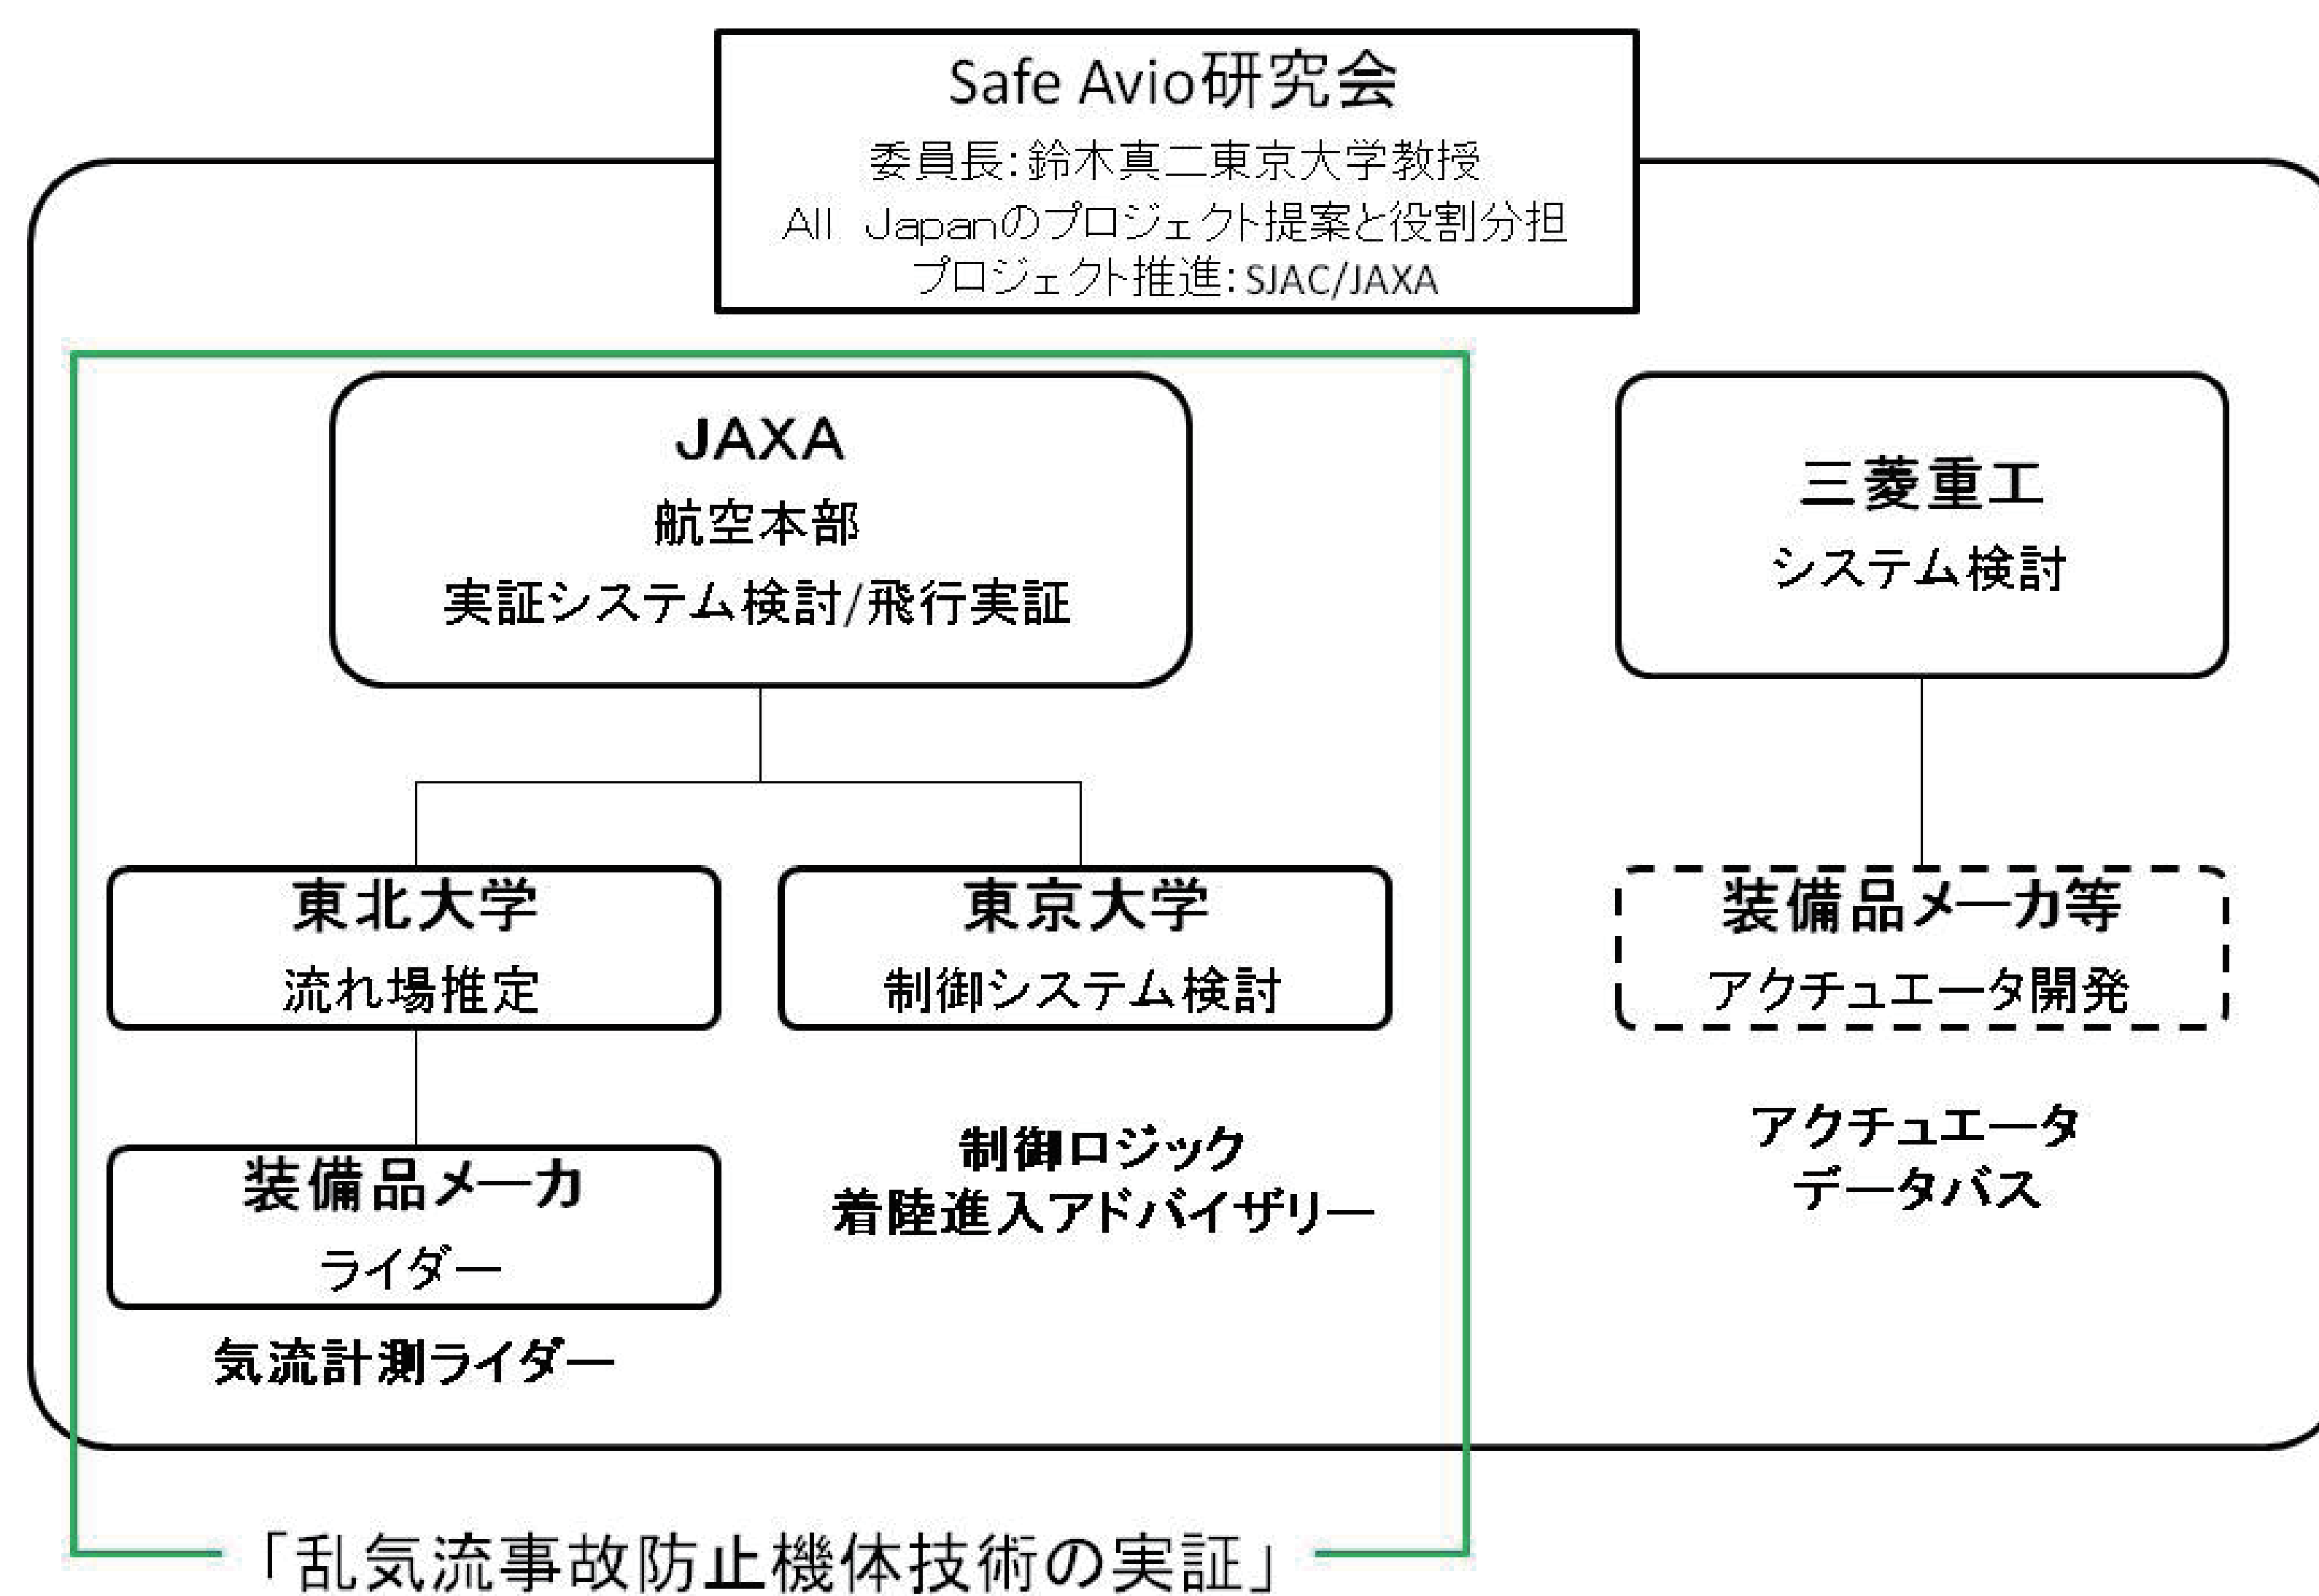 Safe Avio研究会
委員長:鈴木真二東京大学教授
All Japanのプロジェクト提案と役割分担
プロジェクト推進:SJAC/JAXA
JAXA
航空本部
実証システム検討/飛行実証
三菱重工
システム検討
東北大学
流れ場推定
東京大学
制御システム検討
装備品メーカ等
アクチュエータ開発
装備品メーカ
ライダー
気流計測ライダー
制御ロジック
着陸進入アドバイザリー
アクチュエータ
データバス
「乱気流事故防止機体技術の実証」